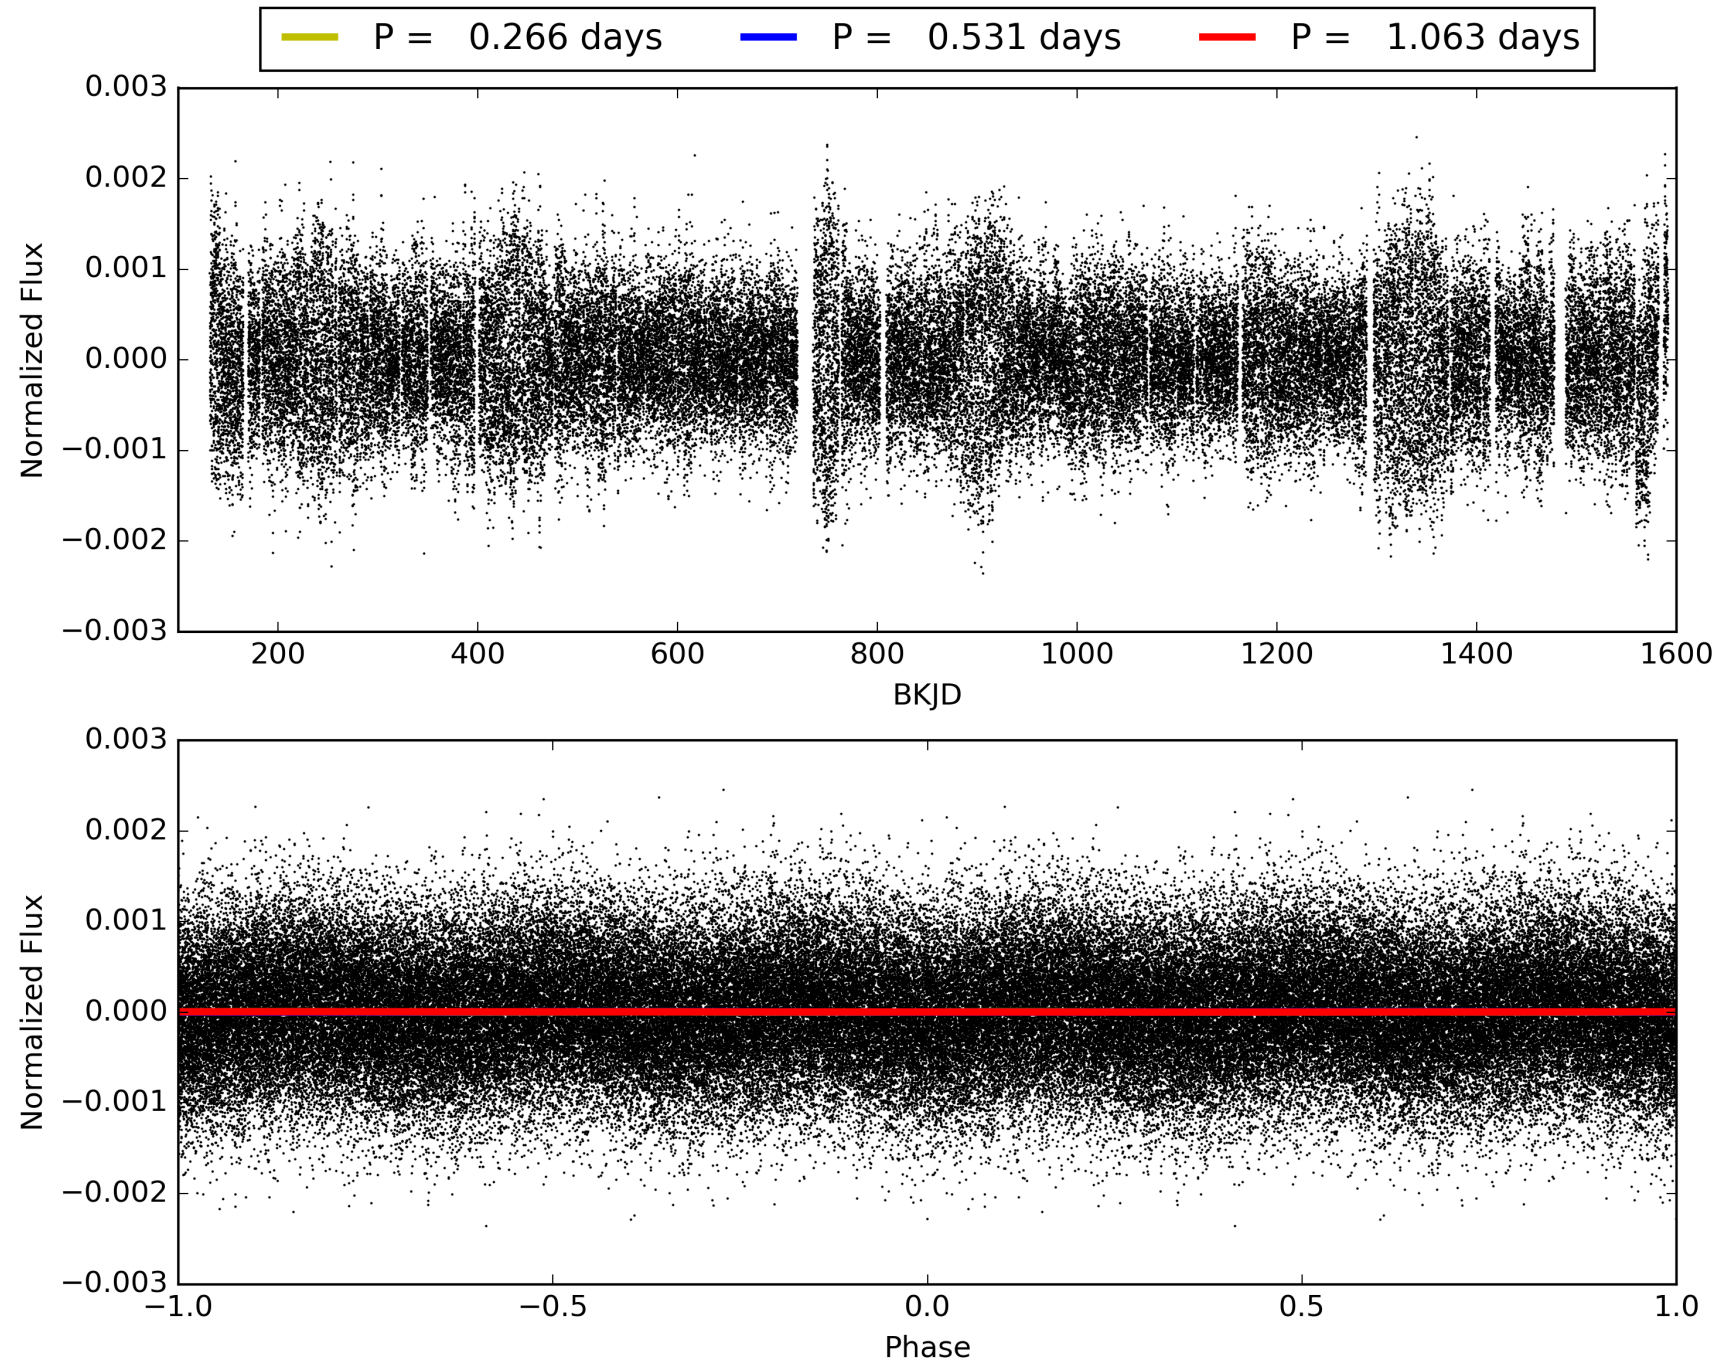 P = 0.266 days P = 0.531 days P = 1.063 days
0.003
0.002
0.001
0.000
−0.001
−0.002
−0.003
Normalized Flux
200 400 600 800 1000 1200 1400 1600
BKJD
0.003
0.002
0.001
0.000
−0.001
−0.002
−0.003
Normalized Flux
−1.0 −0.5 0.0 0.5 1.0
Phase